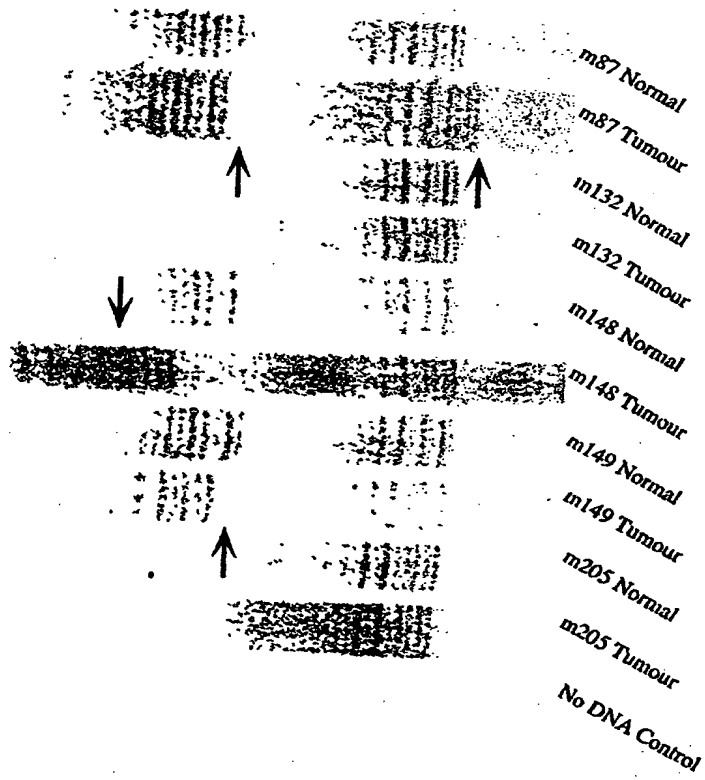 m87 Normal
m87 Tumour
m132 Normal
m132 Tumour
m148 Normal
m148 Tumour
m149 Normal
m149 Tumour
m205 Normal
m205 Tumour
No DNA Control